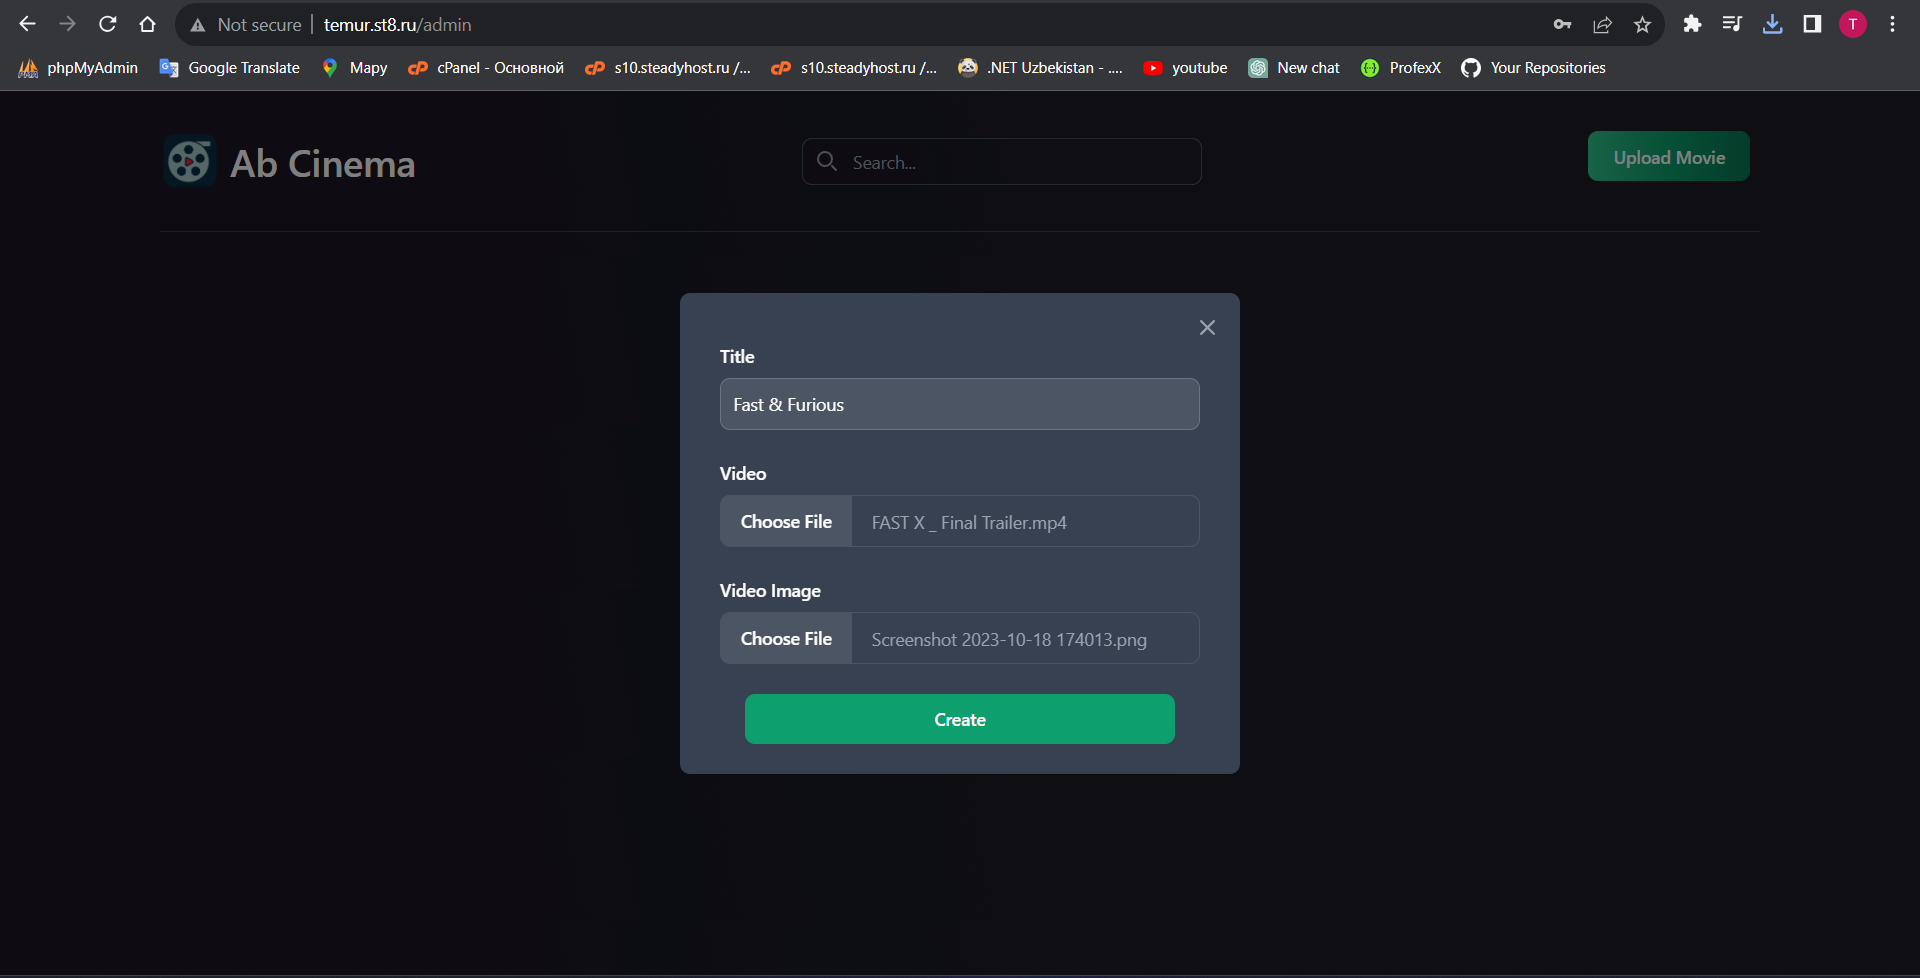 Not secure | temur.st8.ru/admin
T
phpMyAdmin Google Translate Мару cPanel - Основной s10.steadyhost.ru /... s10.steadyhost.ru /... .NET Uzbekistan - .... youtube New chat ProfexX Your Repositories
Ab Cinema
Search...
Upload Movie
Title
Fast & Furious
Video
Choose File FAST X _ Final Trailer.mp4
Video Image
Choose File Screenshot 2023-10-18 174013.png
Create